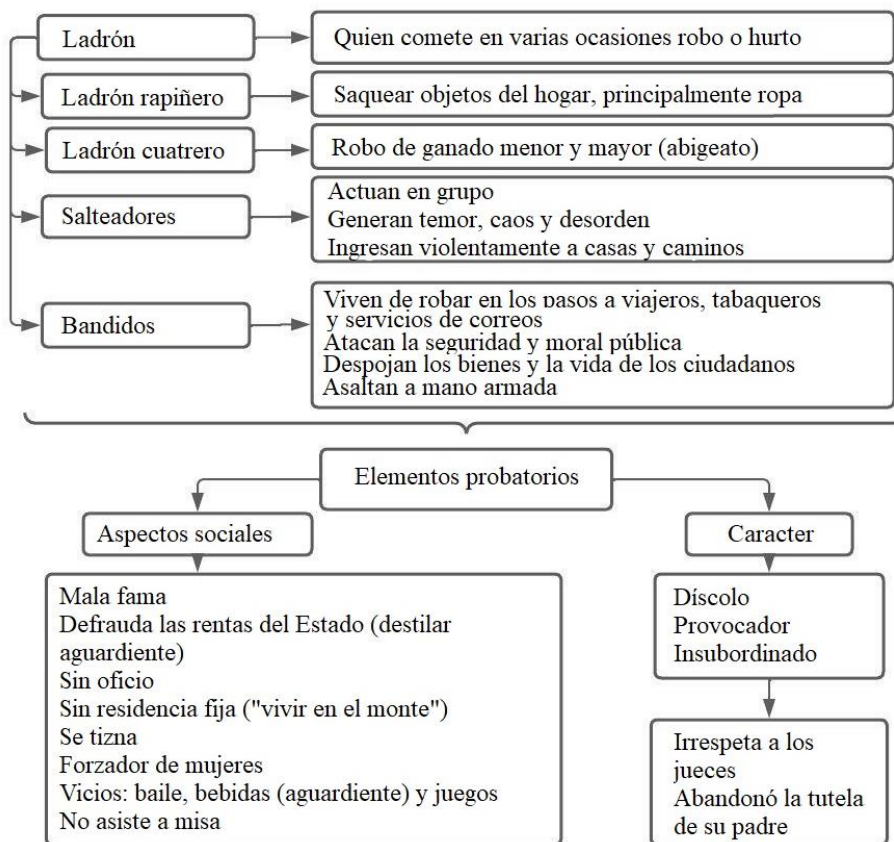 Ladrón
Quien comete en varias ocasiones robo o hurto
Ladrón rapiñero
Saquear objetos del hogar, principalmente ropa
Ladrón cuatrero
Robo de ganado menor y mayor (abigeato)
Salteadores
Actuan en grupo
Generan temor, caos y desorden
Ingresan violentamente a casas y caminos
Bandidos
Viven de robar en los pasos a viajeros, tabaqueros
y servicios de correos
Atacan la seguridad y moral pública
Despojan los bienes y la vida de los ciudadanos
Asaltan a mano armada
Elementos probatorios
Aspectos sociales
Mala fama
Defrauda las rentas del Estado (destilar
aguardiente)
Sin oficio
Sin residencia fija ("vivir en el monte")
Se tizna
Forzador de mujeres
Vicios: baile, bebidas (aguardiente) y juegos
No asiste a misa
Caracter
Díscolo
Provocador
Insubordinado
Irrespeta a los
jueces
Abandonó la tutela
de su padre